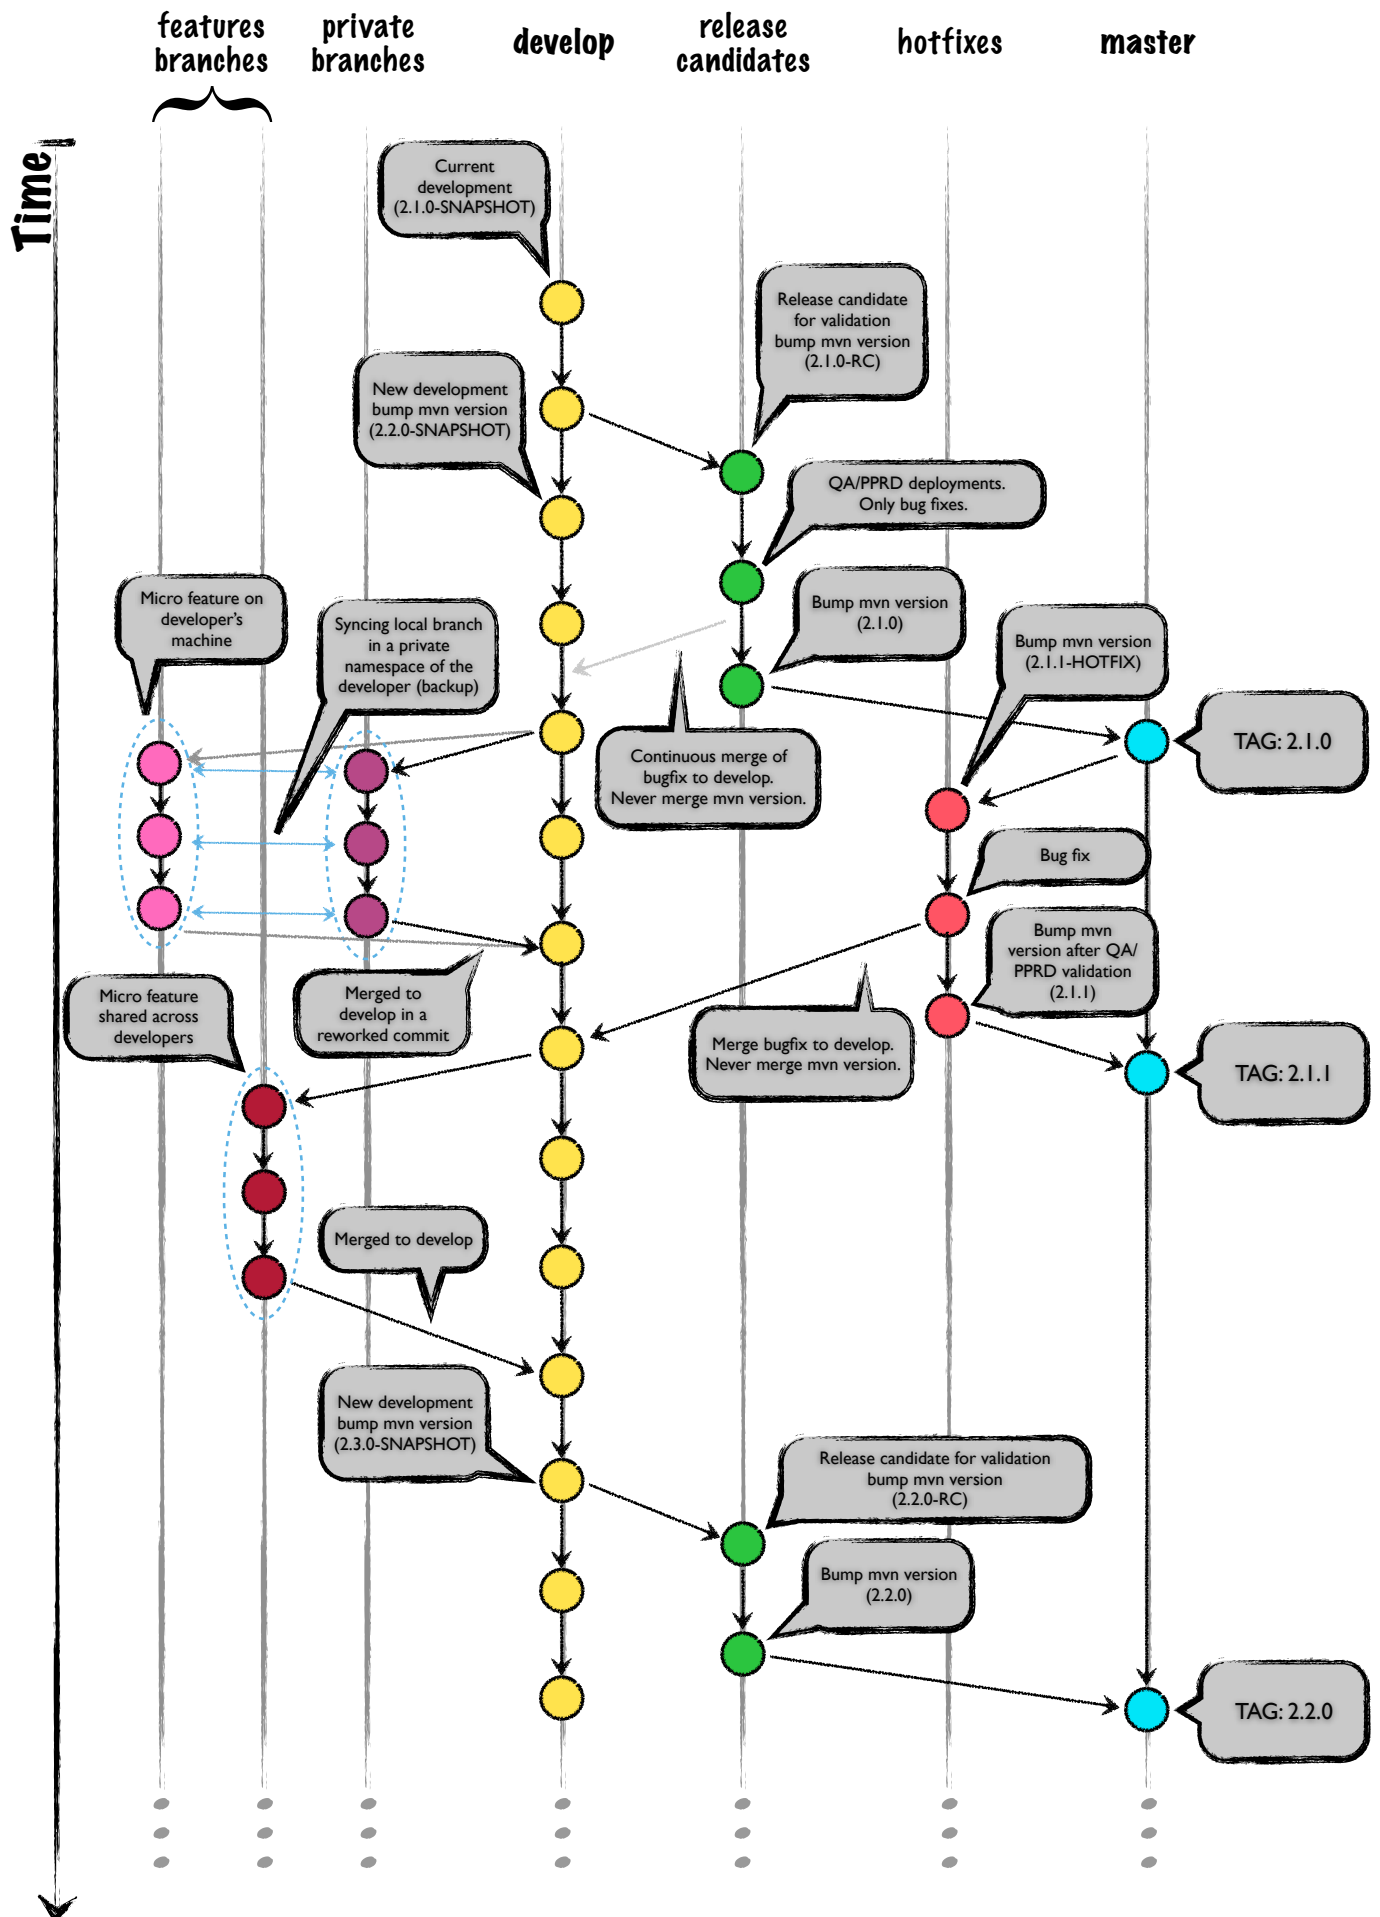 features
branches
private
branches
develop
release
candidates
hotfixes
master
Time
Current
development
(2.1.0-SNAPSHOT)
Release candidate
for validation
bump mvn version
(2.1.0-RC)
New development
bump mvn version
(2.2.0-SNAPSHOT)
QA/PPRD deployments.
Only bug fixes.
Micro feature on
developer's
machine
Syncing local branch
in a private
namespace of the
developer (backup)
Bump mvn version
(2.1.0)
Bump mvn version
(2.1.1-HOTFIX)
TAG: 2.1.0
Continuous merge of
bugfix to develop.
Never merge mvn version.
Bug fix
Bump mvn
version after QA/
PPRD validation
(2.1.1)
Micro feature
shared across
developers
Merged to
develop in a
reworked commit
Merge bugfix to develop.
Never merge mvn version.
TAG: 2.1.1
Merged to develop
New development
bump mvn version
(2.3.0-SNAPSHOT)
Release candidate for validation
bump mvn version
(2.2.0-RC)
Bump mvn version
(2.2.0)
TAG: 2.2.0